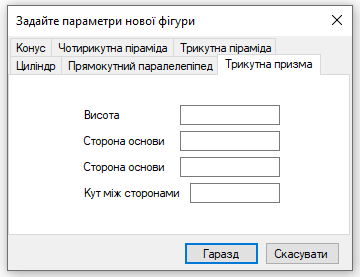 Задайте параметри нової фігури
Конус Чотирикутна піраміда Трикутна піраміда
Циліндр Прямокутний паралелепіпед Трикутна призма
Висота
Сторона основи
Сторона основи
Кут між сторонами
Гаразд Скасувати